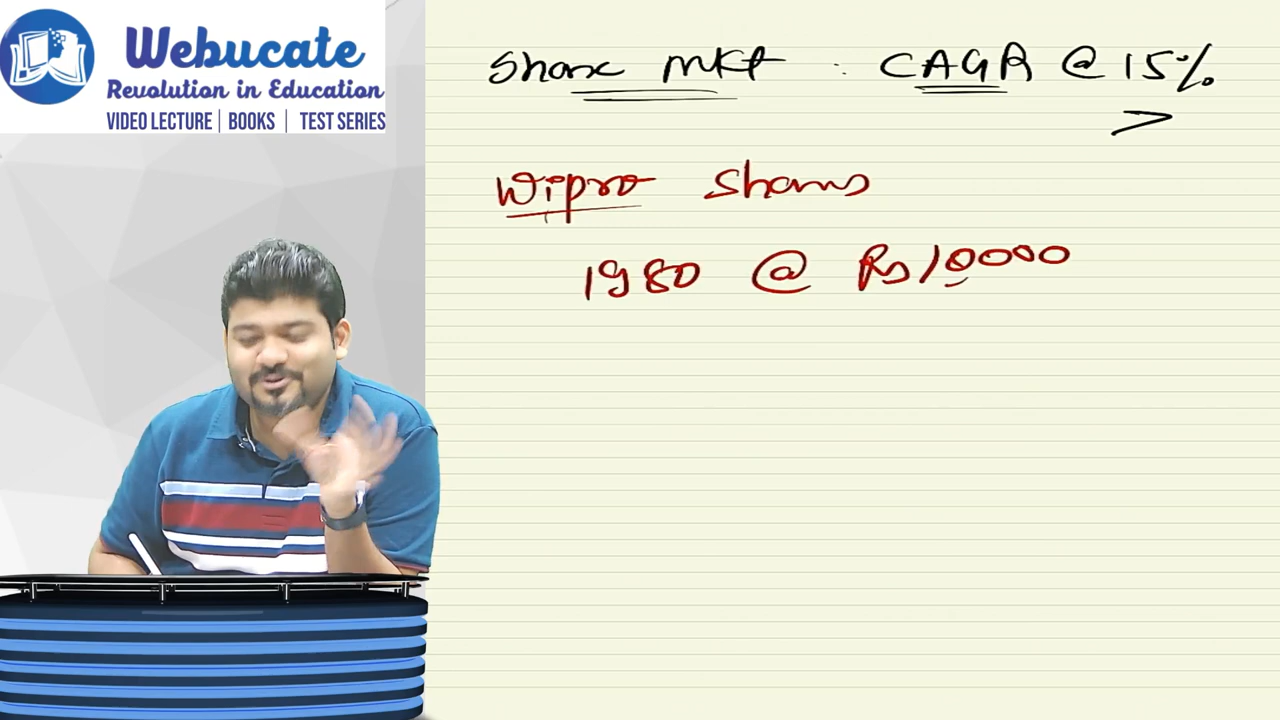 Webucate
Revolution in Education
VIDEO LECTURE | BOOKS | TEST SERIES
Share MKt : CAGR @ 15%
>
Wipro Shares
1980 @ Rs 10000